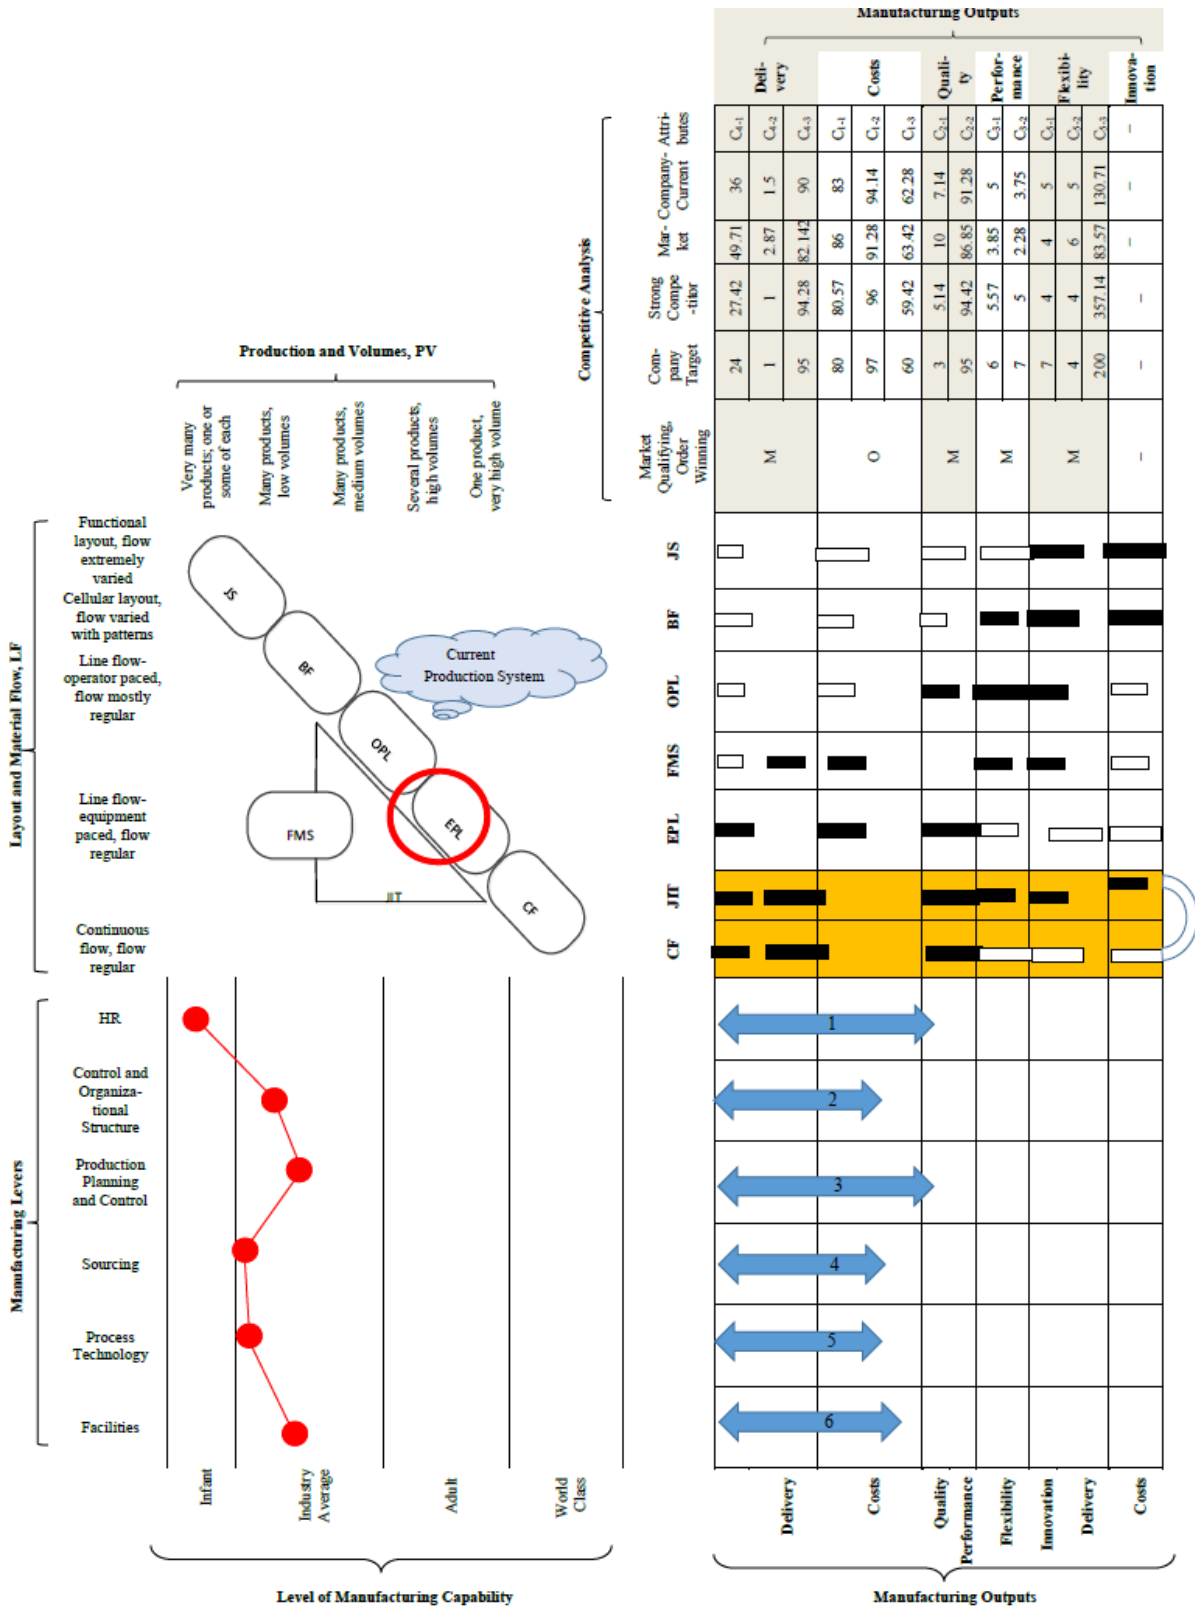 Manufacturing Outputs
Deli-
very
Costs
Quali-
ty
Perfor-
mance
Flexibi-
lity
Innova-
tion
Competitive Analysis
Attri-
butes
C4-1
C4-2
C4-3
C1-1
C1-2
C1-3
C2-1
C2-2
C3-1
C3-2
C5-1
C5-2
C5-3
–
Company-
Current
36
1.5
90
83
94.14
62.28
7.14
91.28
5
3.75
5
5
130.71
–
Mar-
ket
49.71
2.87
82.142
86
91.28
63.42
10
86.85
3.85
2.28
4
6
83.57
–
Strong
Compe
-titor
27.42
1
94.28
80.57
96
59.42
5.14
94.42
5.57
5
4
4
357.14
–
Com-
pany
Target
24
1
95
80
97
60
3
95
6
7
7
4
200
–
Market
Qualifying,
Order
Winning
M
O
M
M
M
–
Production and Volumes, PV
Very many
products; one or
some of each
Many products,
low volumes
Many products,
medium volumes
Several products,
high volumes
One product,
very high volume
Layout and Material Flow, LF
Functional
layout, flow
extremely
varied
Cellular layout,
flow varied
with patterns
Line flow-
operator paced,
flow mostly
regular
Line flow-
equipment
paced, flow
regular
Continuous
flow, flow
regular
JS
BF
OPL
EPL
CF
FMS
JIT
Current
Production System
JS
BF
OPL
FMS
EPL
JIT
CF
Manufacturing Levers
HR
Control and
Organiza-
tional
Structure
Production
Planning
and Control
Sourcing
Process
Technology
Facilities
1
2
3
4
5
6
Infant
Industry
Average
Adult
World
Class
Level of Manufacturing Capability
Delivery
Costs
Quality
Performance
Flexibility
Innovation
Delivery
Costs
Manufacturing Outputs